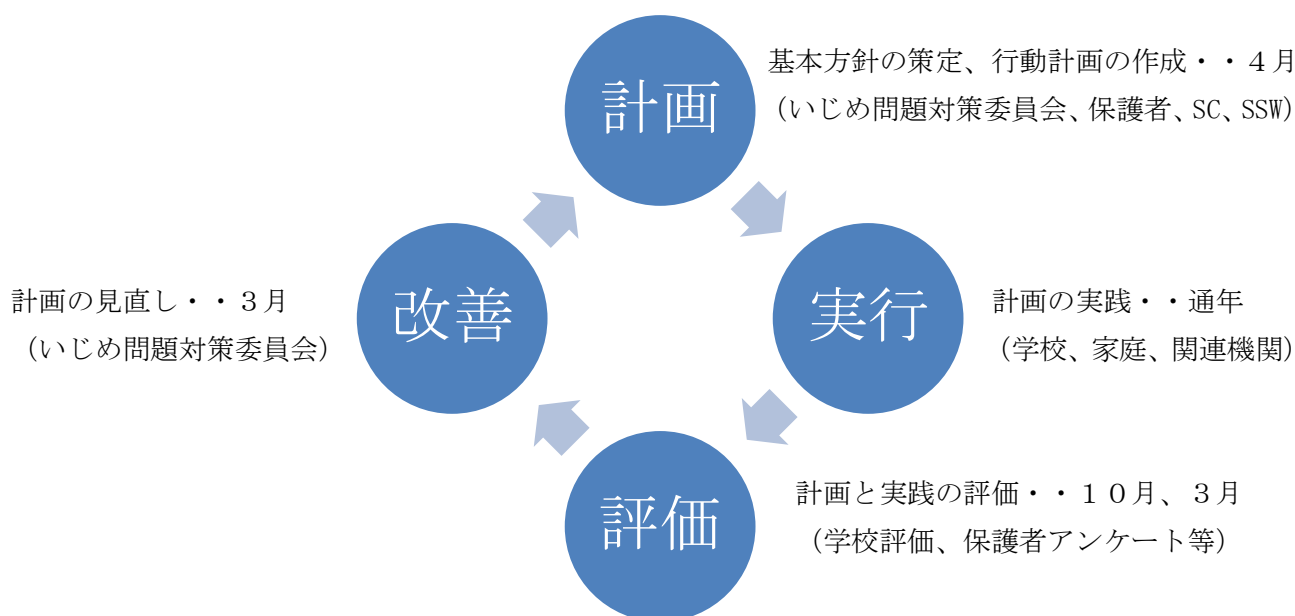 計画
基本方針の策定、行動計画の作成・・４月
（いじめ問題対策委員会、保護者、SC、SSW）
改善
計画の見直し・・３月
（いじめ問題対策委員会）
実行
計画の実践・・通年
（学校、家庭、関連機関）
評価
計画と実践の評価・・１０月、３月
（学校評価、保護者アンケート等）